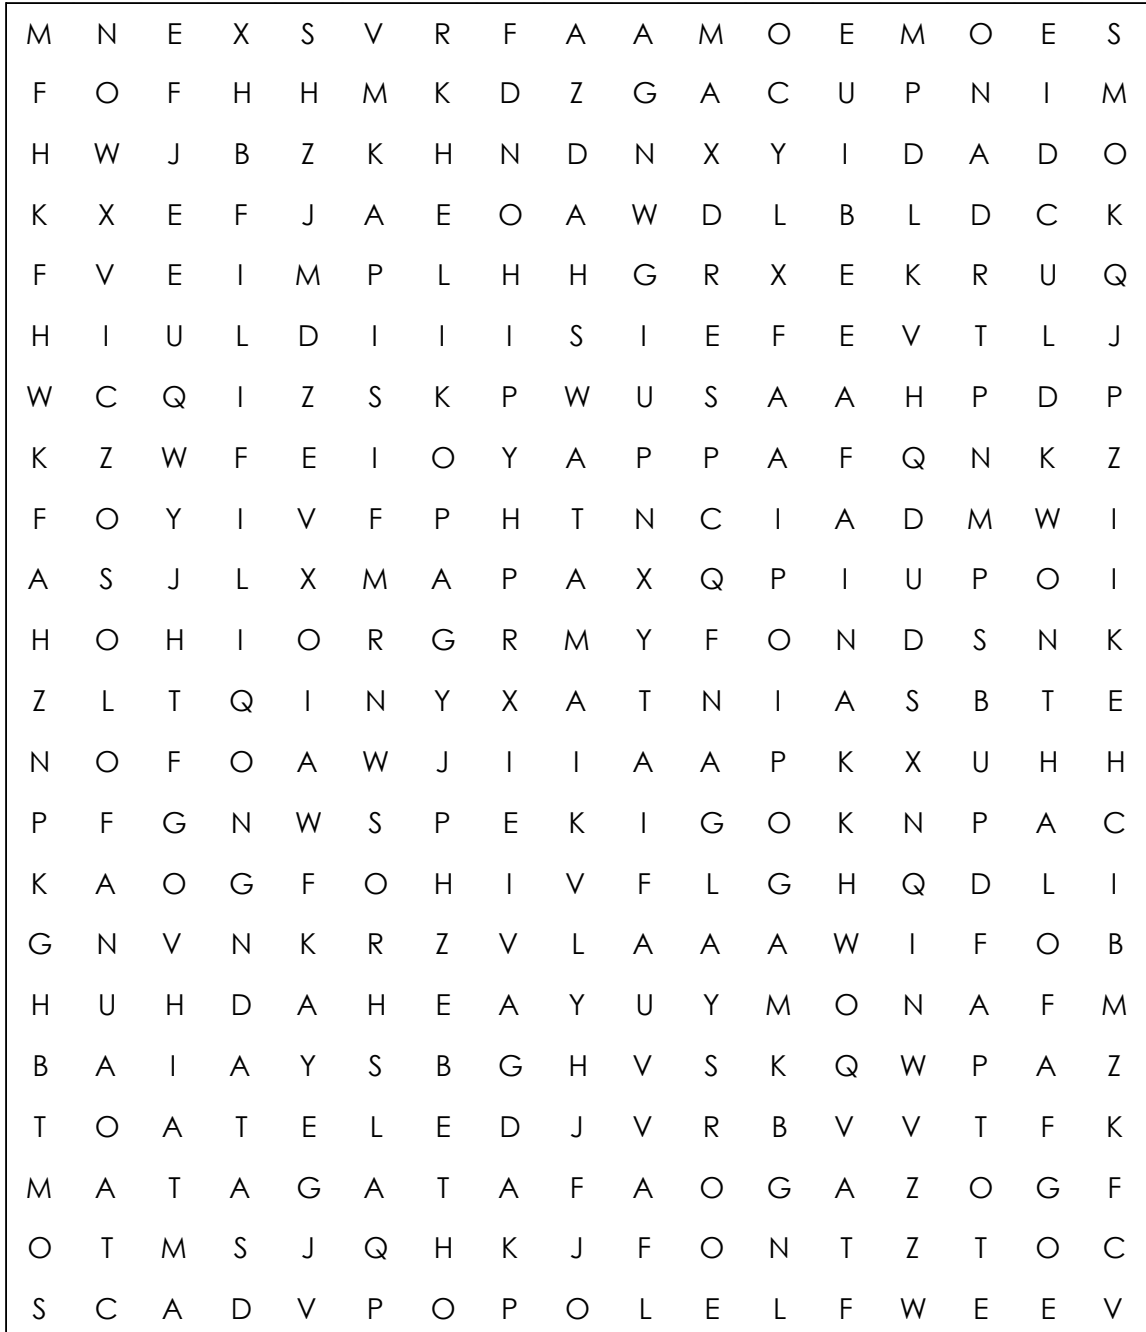 M N E X S V R F A A M O E M O E S
F O F H H M K D Z G A C U P N I M
H W J B Z K H N D N X Y I D A D O
K X E F J A E O A W D L B L D C K
F V E I M P L H H G R X E K R U Q
H I U L D I I I S I E F E V T L J
W C Q I Z S K P W U S A A H P D P
K Z W F E I O Y A P P A F Q N K Z
F O Y I V F P H T N C I A D M W I
A S J L X M A P A X Q P I U P O I
H O H I O R G R M Y F O N D S N K
Z L T Q I N Y X A T N I A S B T E
N O F O A W J I I A A P K X U H H
P F G N W S P E K I G O K N P A C
K A O G F O H I V F L G H Q D L I
G N V N K R Z V L A A A W I F O B
H U H D A H E A Y U Y M O N A F M
B A I A Y S B G H V S K Q W P A Z
T O A T E L E D J V R B V V T F K
M A T A G A T A F A O G A Z O G F
O T M S J Q H K J F O N T Z T O C
S C A D V P O P O L E L F W E E V